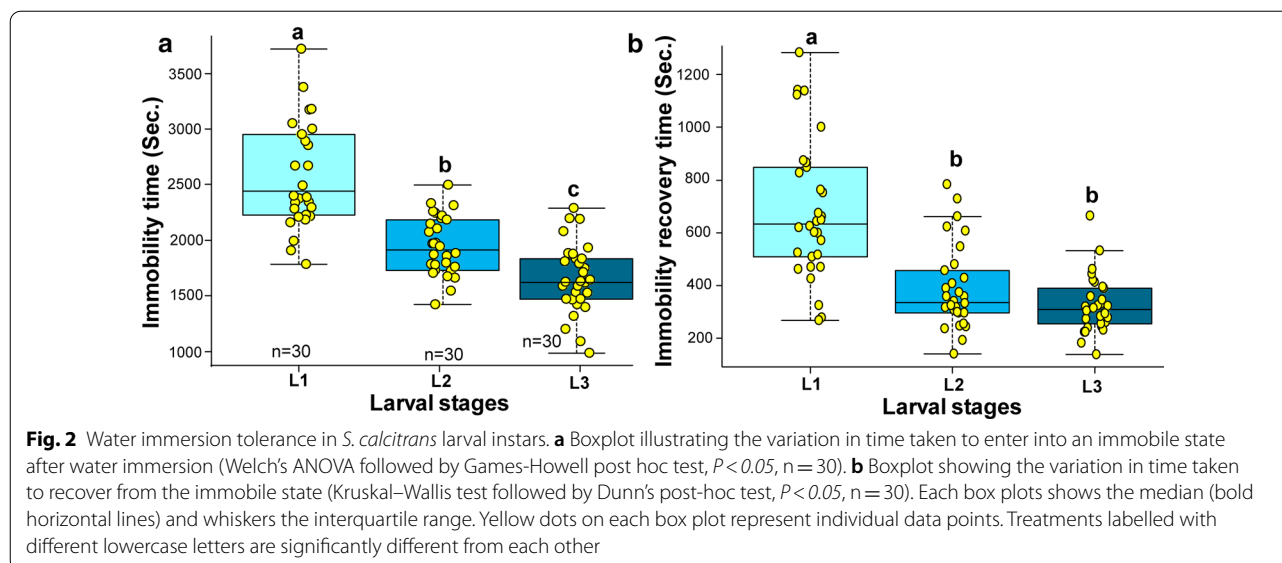 a
a
b
c
Immobility time (Sec.)
3500
3000
2500
2000
1500
1000
n=30
n=30
n=30
L1
L2
L3
Larval stages
b
a
b
b
Immobility recovery time (Sec.)
1200
1000
800
600
400
200
L1
L2
L3
Larval stages
Fig. 2 Water immersion tolerance in S. calcitrans larval instars. a Boxplot illustrating the variation in time taken to enter into an immobile state
after water immersion (Welch's ANOVA followed by Games-Howell post hoc test, P < 0.05, n = 30). b Boxplot showing the variation in time taken
to recover from the immobile state (Kruskal–Wallis test followed by Dunn's post-hoc test, P < 0.05, n = 30). Each box plots shows the median (bold
horizontal lines) and whiskers the interquartile range. Yellow dots on each box plot represent individual data points. Treatments labelled with
different lowercase letters are significantly different from each other